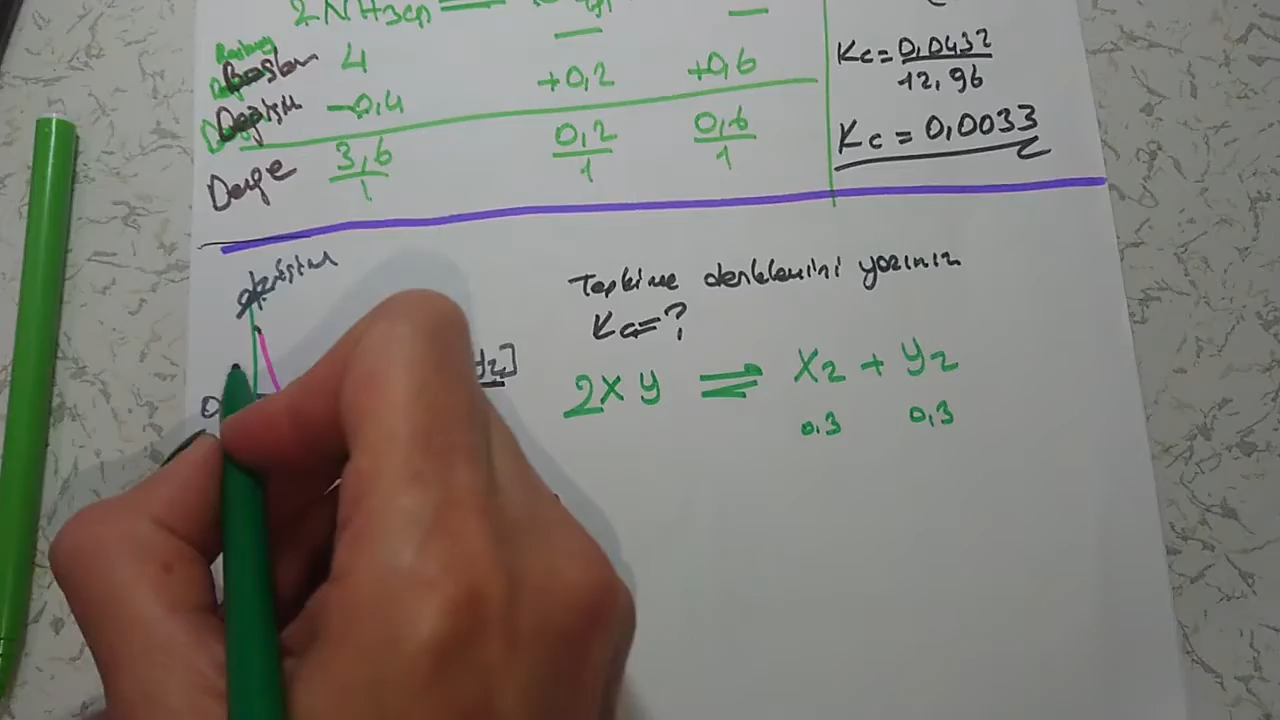 2NH3(g) ⇌
Başlan 4 +0,2 +0,6
Değişim -0,4
Denge 3,6/1 0,2/1 0,6/1
Kc = 0,0432/12,96
Kc = 0,0033
derişim
Tepkime denklemini yazınız
Kc=?
2XY ⇌ X2 + Y2
0,3 0,3